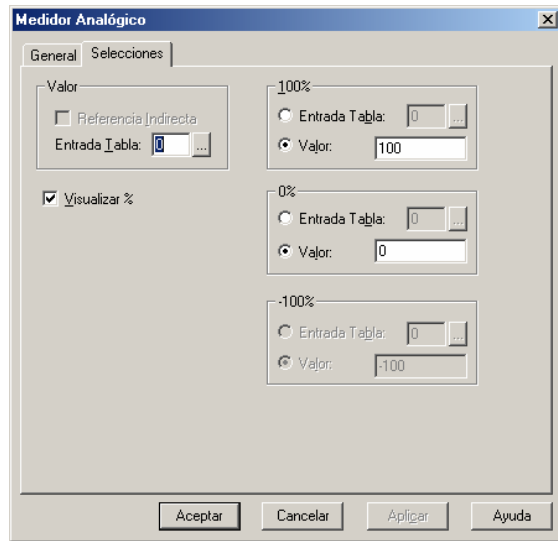 Medidor Analógico
General Selecciones
Valor
Referencia Indirecta
Entrada Tabla: 0 ...
Visualizar %
100%
Entrada Tabla: 0 ...
Valor: 100
0%
Entrada Tabla: 0 ...
Valor: 0
-100%
Entrada Tabla: 0 ...
Valor: -100
Aceptar Cancelar Aplicar Ayuda